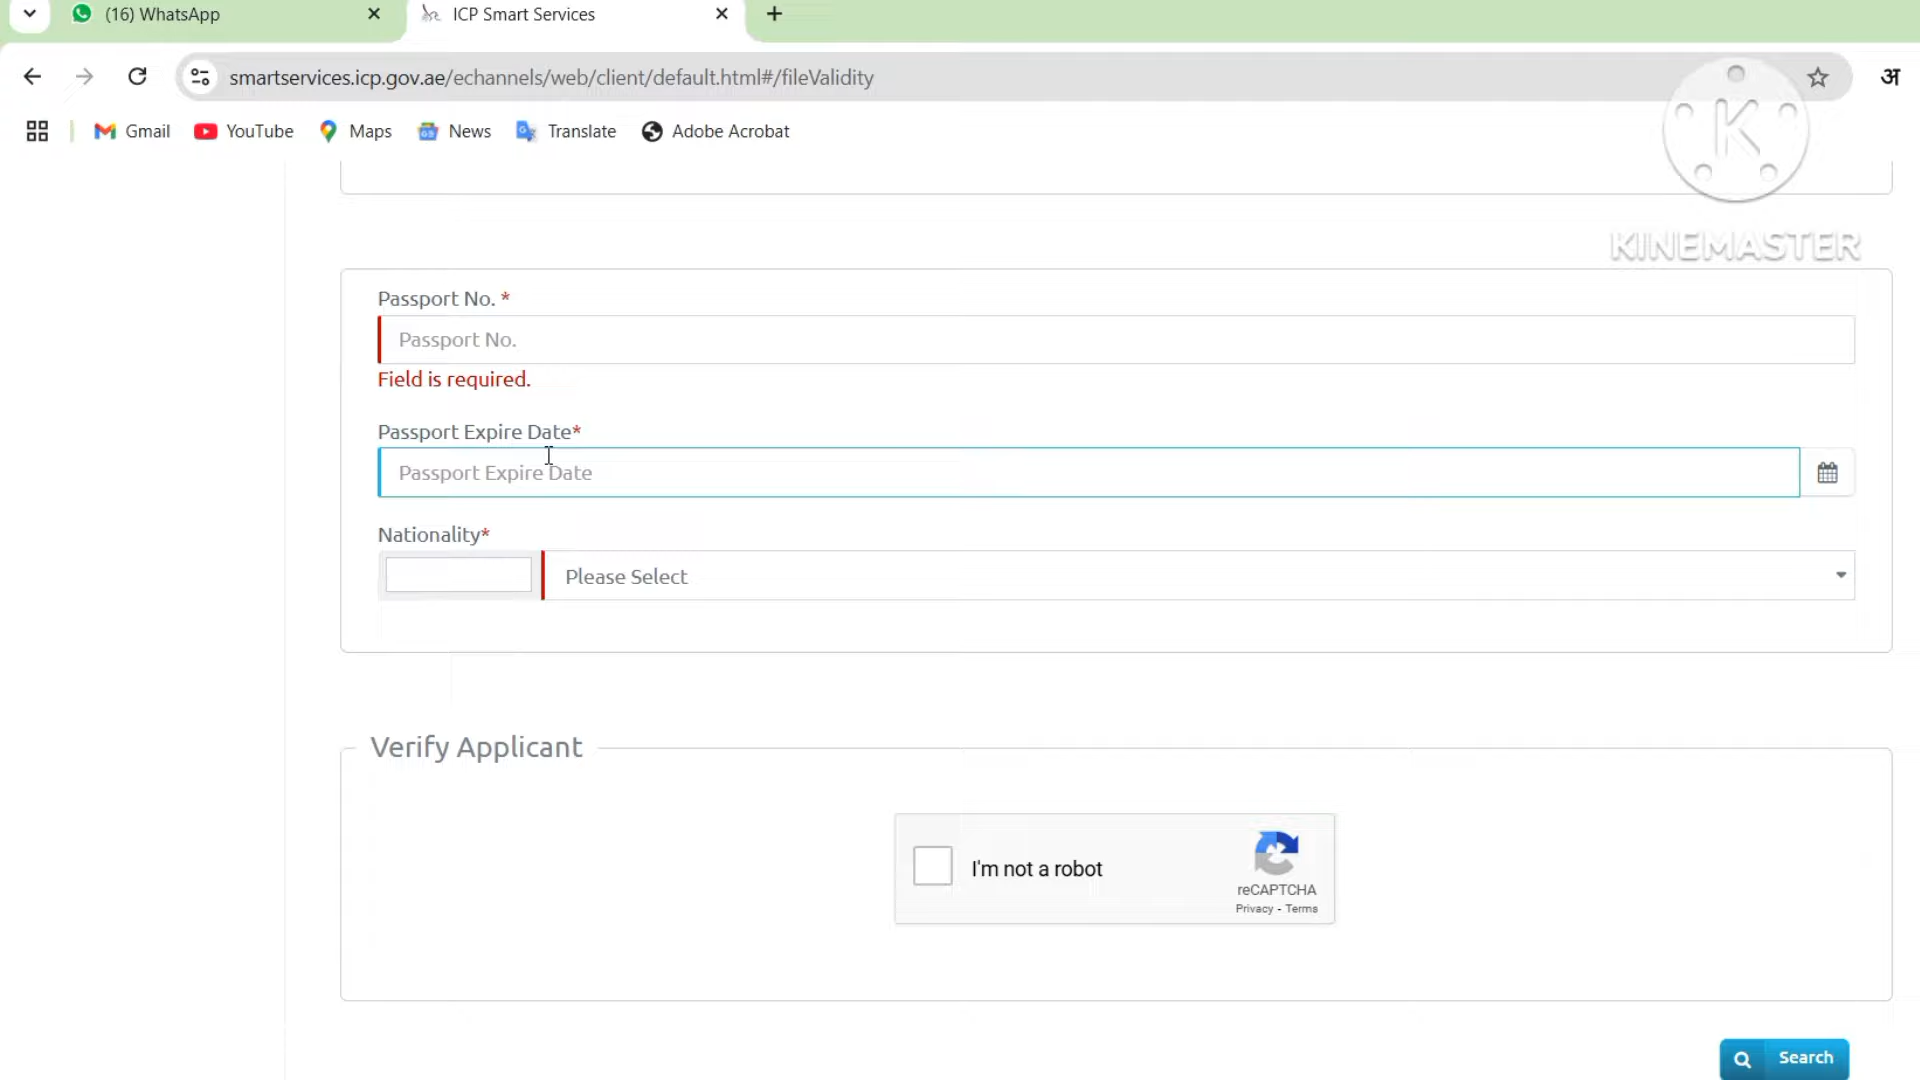 (16) WhatsApp
ICP Smart Services
smartservices.icp.gov.ae/echannels/web/client/default.html#/fileValidity
अ
Gmail
YouTube
Maps
News
Translate
Adobe Acrobat
K
KINEMASTER
Passport No. *
Passport No.
Field is required.
Passport Expire Date*
Passport Expire Date
Nationality*
Please Select
Verify Applicant
I'm not a robot
reCAPTCHA
Privacy - Terms
Search